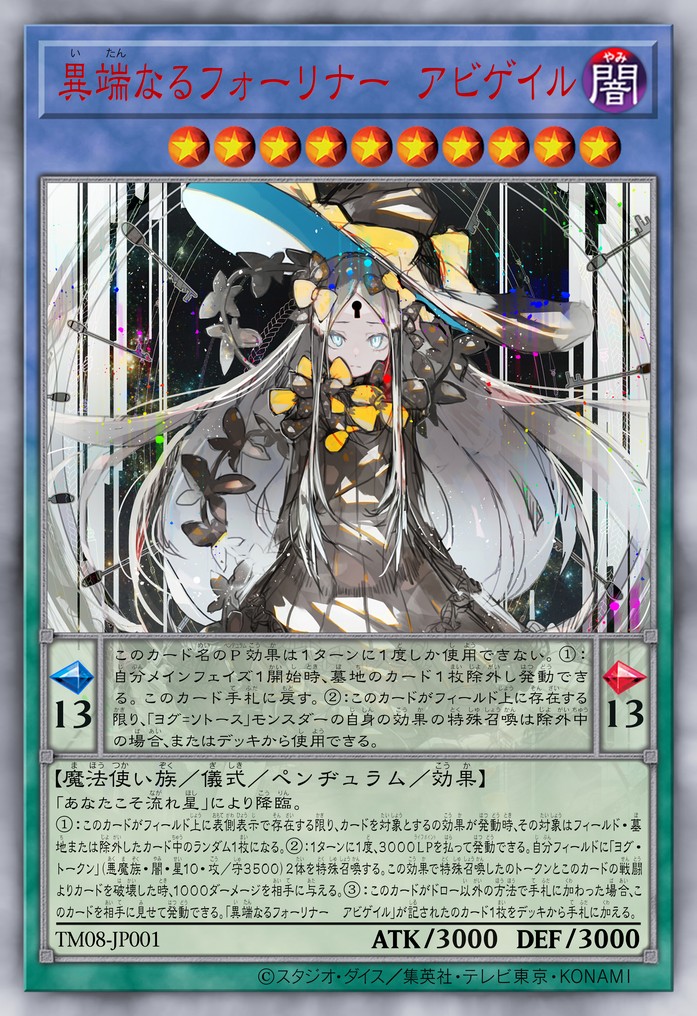 異端なるフォーリナー　アビゲイル
闇
このカード名のP効果は1ターンに1度しか使用できない。①：
自分メインフェイズ1開始時、墓地のカード1枚除外し発動でき
る。このカード手札に戻す。②：このカードがフィールド上に存在する
限り、「ヨグ=ソトース」モンスターの自身の効果の特殊召喚は除外中
の場合、またはデッキから使用できる。
13
13
【魔法使い族／儀式／ペンデュラム／効果】
「あなたこそ流れ星」により降臨。
①：このカードがフィールド上に表側表示で存在する限り、カードを対象とするの効果が発動時、その対象はフィールド・墓
地または除外したカード中のランダム1枚になる。②：1ターンに1度、3000LPを払って発動できる。自分フィールドに「ヨグ・
トークン」（悪魔族・闇・星10・攻／守3500）2体を特殊召喚する。この効果で特殊召喚したのトークンとこのカードの戦闘
よりカードを破壊した時、1000ダーメージを相手に与える。③：このカードがドロー以外の方法で手札に加わった場合、こ
のカードを相手に見せて発動できる。「異端なるフォーリナー　アビゲイル」が記されたのカード1枚をデッキから手札に加える。
TM08-JP001 ATK/3000 DEF/3000
©スタジオ・ダイス／集英社・テレビ東京・KONAMI